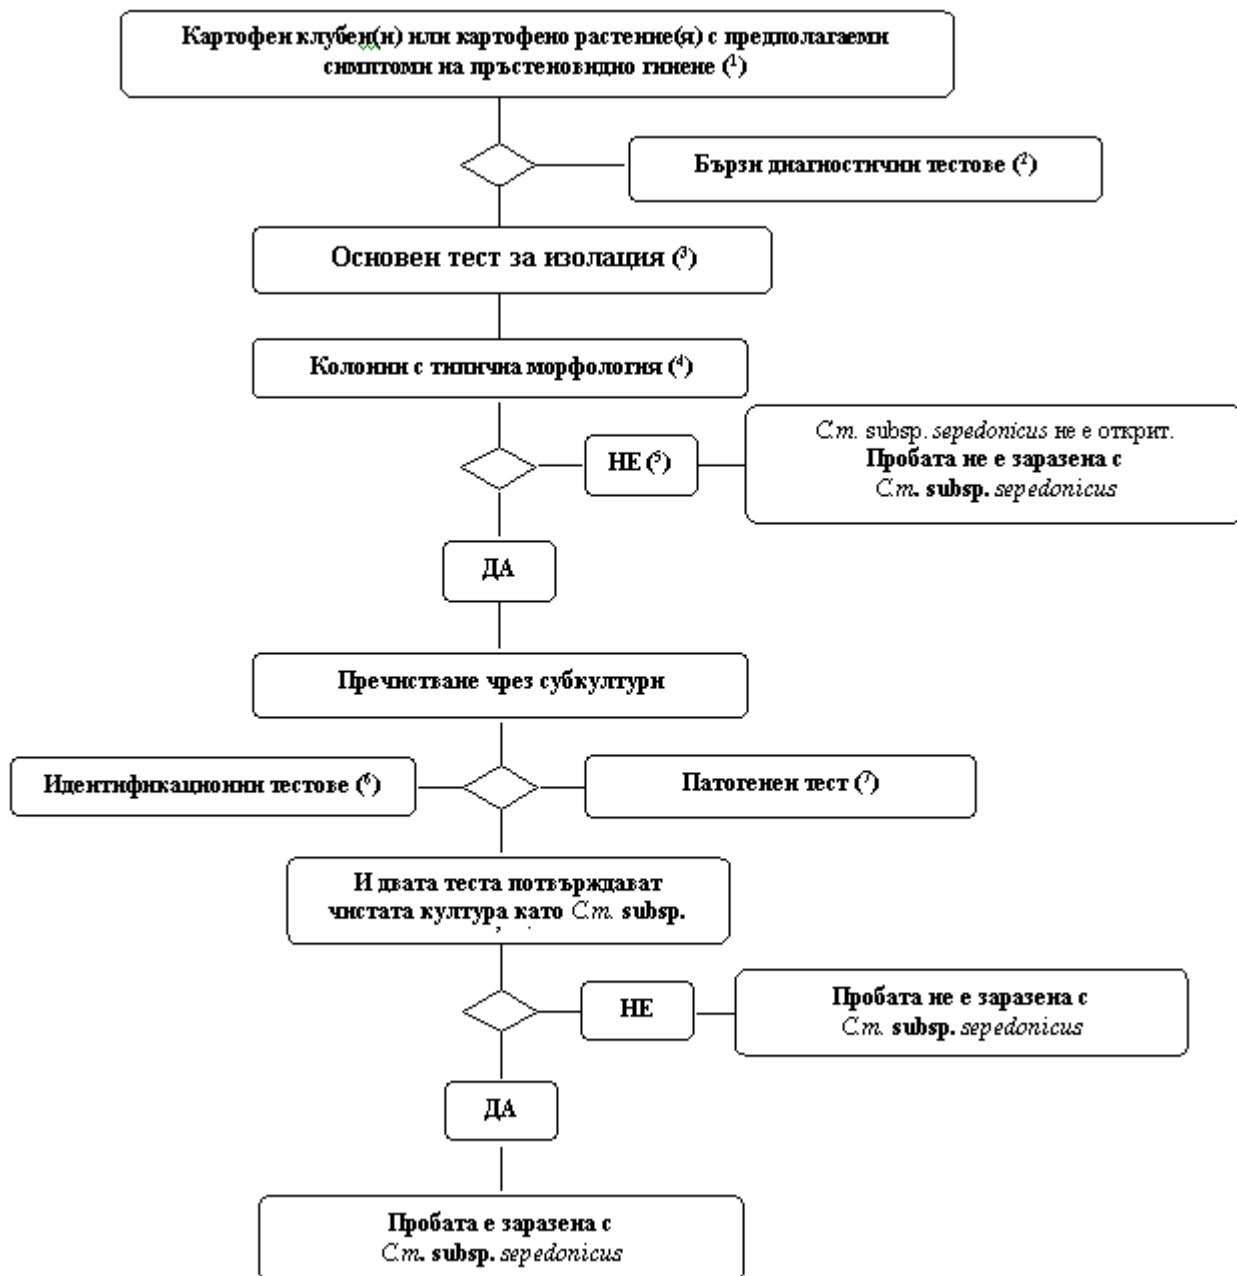 Картофен клубен(и) или картофено растение(я) с предполагаеми
симптоми на пръстеновидно гниене (¹)
Бързи диагностични тестове (²)
Основен тест за изолация (³)
Колонии с типична морфология (⁴)
C.m. subsp. sepedonicus не е открит.
НЕ (⁵)
Пробата не е заразена с
C.m. subsp. sepedonicus
ДА
Пречистване чрез субкултури
Идентификационни тестове (⁶)
Патогенен тест (⁷)
И двата теста потвърждават
чистата култура като C.m. subsp.
НЕ
Пробата не е заразена с
C.m. subsp. sepedonicus
ДА
Пробата е заразена с
C.m. subsp. sepedonicus